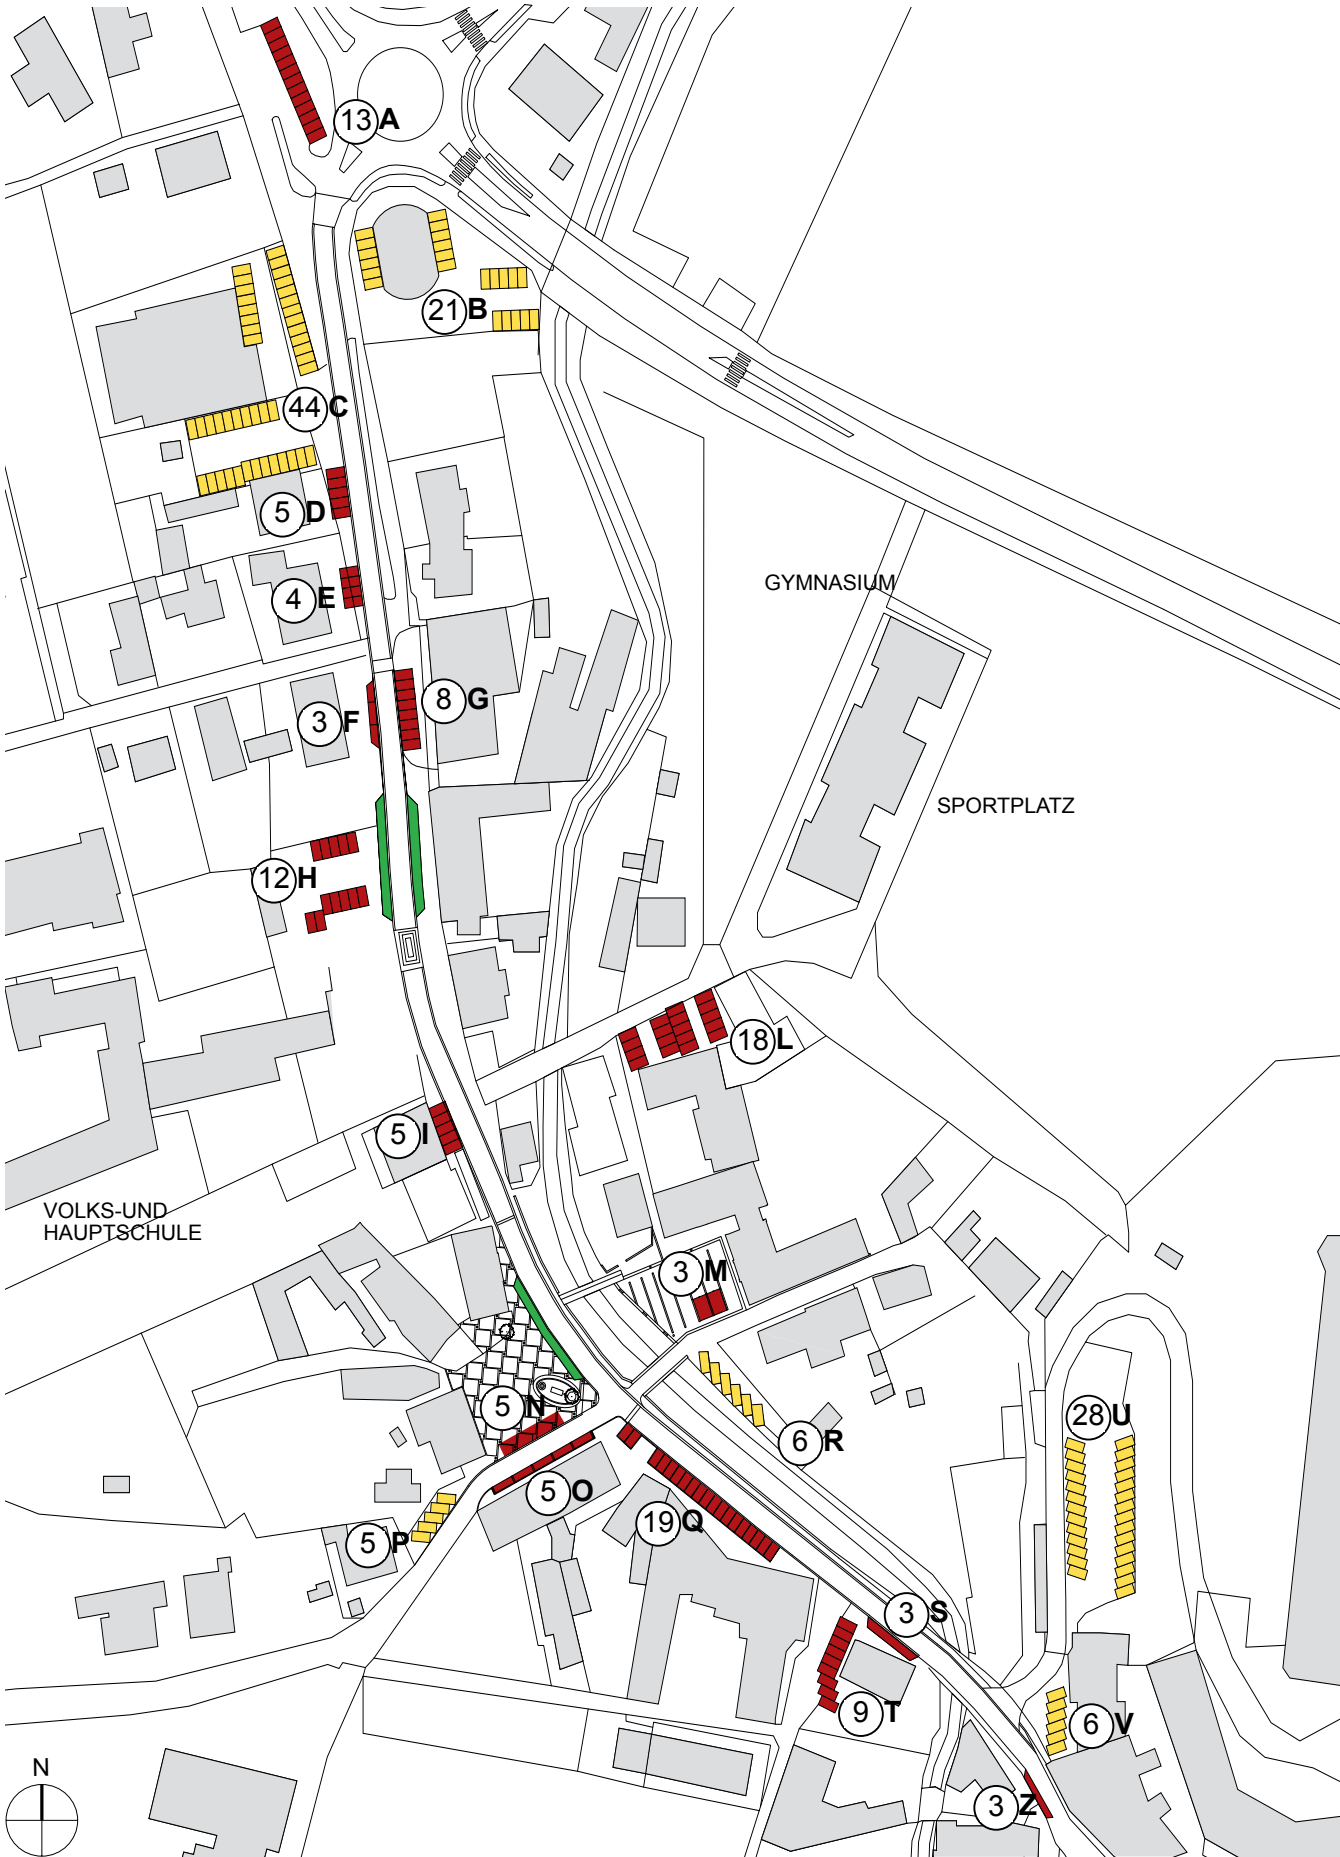 13 A
21 B
44 C
5 D
GYMNASIUM
4 E
8 G
3 F
SPORTPLATZ
12 H
18 L
5 I
VOLKS-UND
HAUPTSCHULE
3 M
5 N
28 U
6 R
5 O
19 Q
5 P
3 S
9 T
6 V
N
3 Z